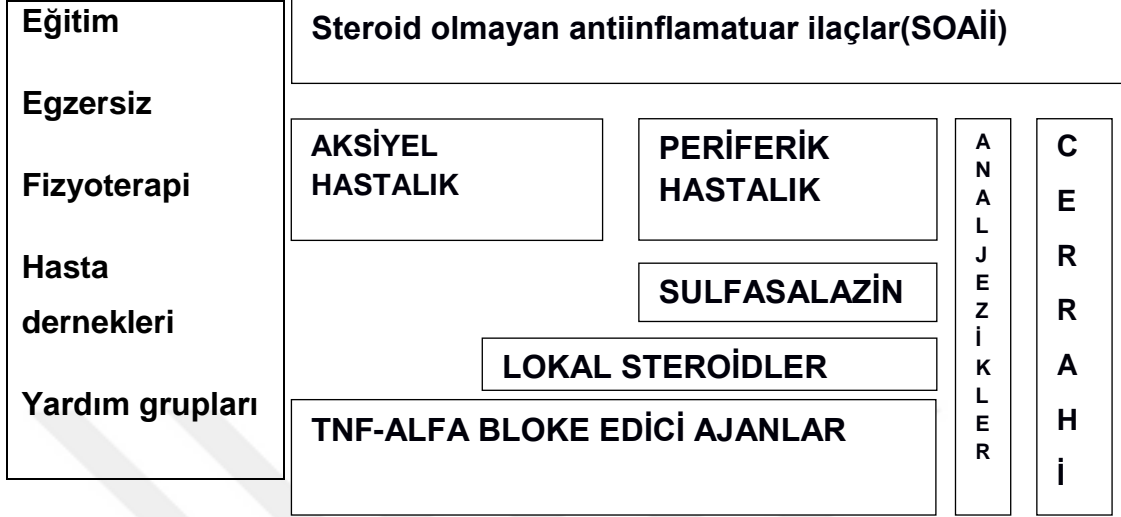 Eğitim
Egzersiz
Fizyoterapi
Hasta
dernekleri
Yardım grupları
Steroid olmayan antiinflamatuar ilaçlar(SOAİİ)
AKSİYEL
HASTALIK
PERİFERİK
HASTALIK
SULFASALAZİN
LOKAL STEROİDLER
TNF-ALFA BLOKE EDİCİ AJANLAR
ANALJEZİKLER
CERRAHİ